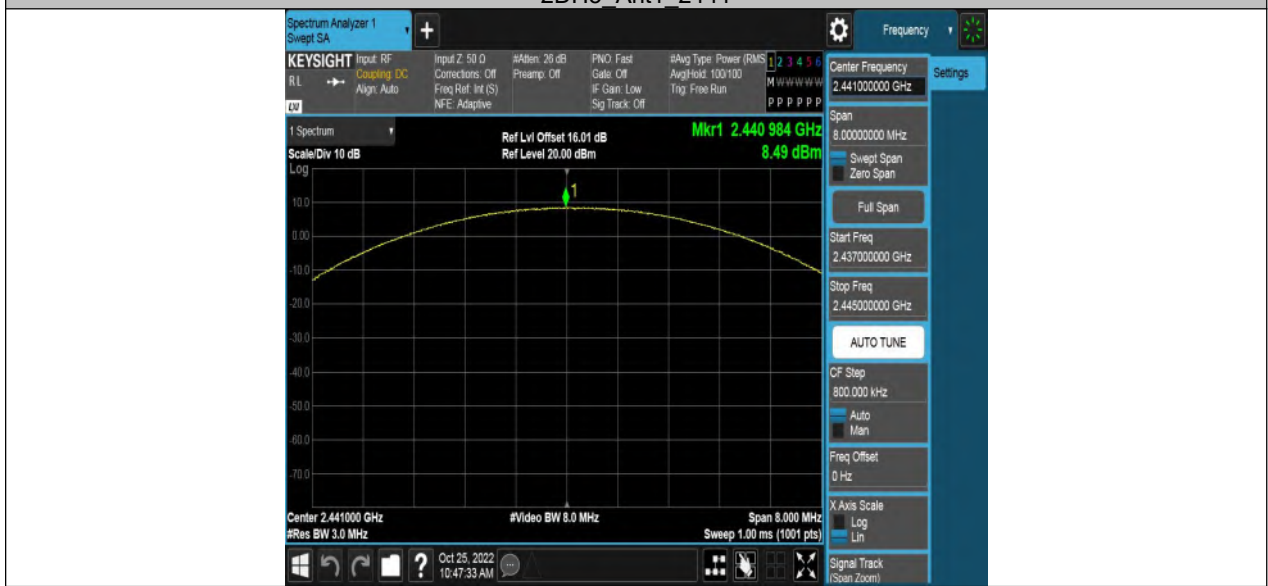 2DH5_Ant1_2441
Spectrum Analyzer 1
Swept SA
+
Frequency
KEYSIGHT
RL
LXI
Input: RF
Coupling: DC
Align: Auto
Input Z: 50 Ω
Corrections: Off
Freq Ref: Int (S)
NFE: Adaptive
#Atten: 26 dB
Preamp: Off
PNO: Fast
Gate: Off
IF Gain: Low
Sig Track: Off
#Avg Type: Power (RMS
Avg|Hold: 100/100
Trig: Free Run
1 2 3 4 5 6
M W W W W W
P P P P P P
1 Spectrum
Scale/Div 10 dB
Log
Ref Lvl Offset 16.01 dB
Ref Level 20.00 dBm
Mkr1 2.440 984 GHz
8.49 dBm
1
10.0
0.00
-10.0
-20.0
-30.0
-40.0
-50.0
-60.0
-70.0
Center 2.441000 GHz
#Res BW 3.0 MHz
#Video BW 8.0 MHz
Span 8.000 MHz
Sweep 1.00 ms (1001 pts)
?
Oct 25, 2022
10:47:33 AM
Center Frequency
2.441000000 GHz
Settings
Span
8.00000000 MHz
Swept Span
Zero Span
Full Span
Start Freq
2.437000000 GHz
Stop Freq
2.445000000 GHz
AUTO TUNE
CF Step
800.000 kHz
Auto
Man
Freq Offset
0 Hz
X Axis Scale
Log
Lin
Signal Track
(Span Zoom)